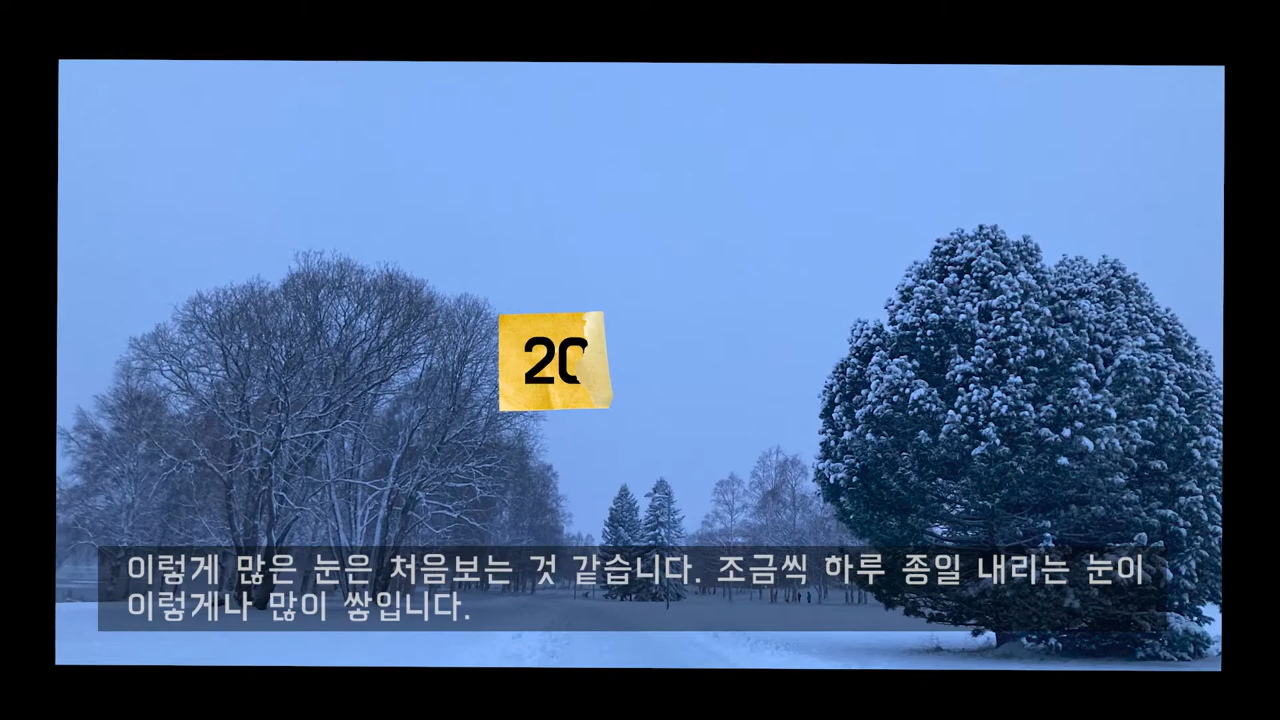 20
이렇게 많은 눈은 처음보는 것 같습니다. 조금씩 하루 종일 내리는 눈이
이렇게나 많이 쌓입니다.